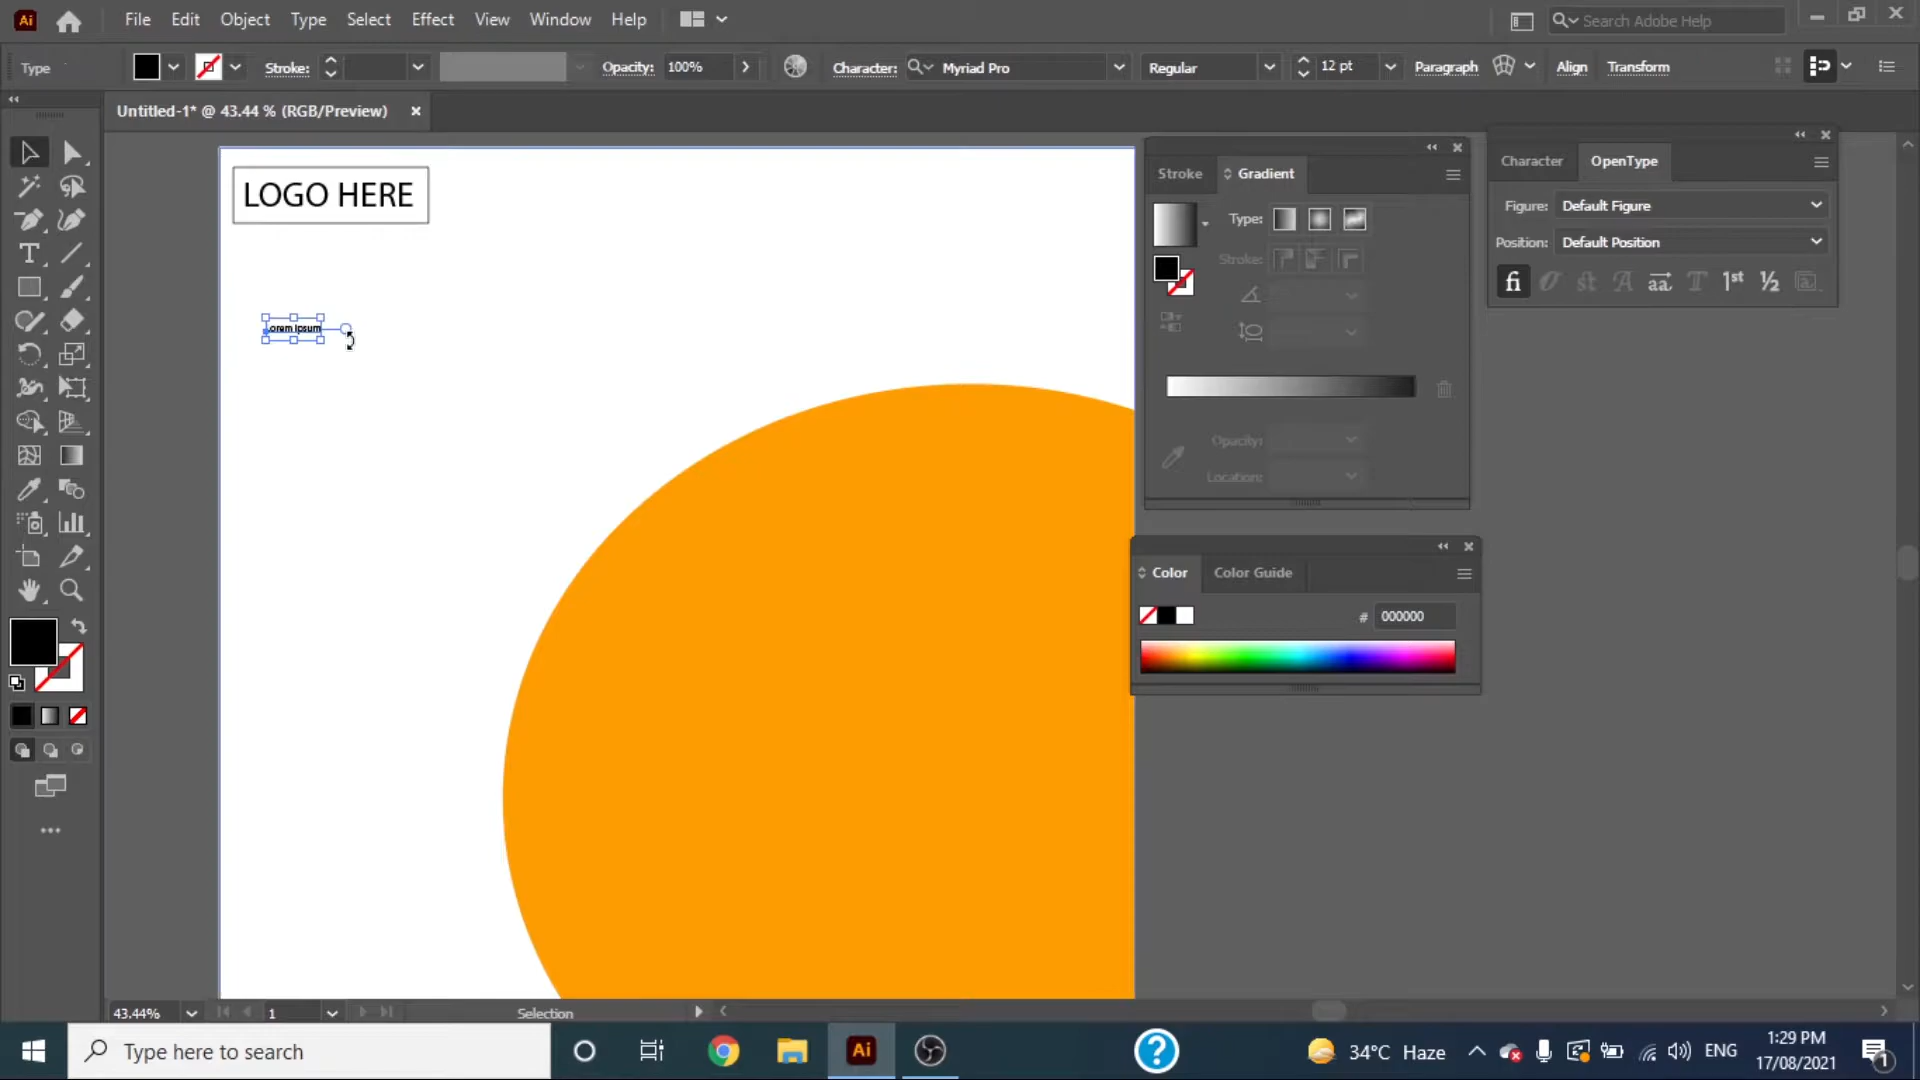 Ai File Edit Object Type Select Effect View Window Help Search Adobe Help
Type Stroke: Opacity: 100% Character: Myriad Pro Regular 12 pt Paragraph Align Transform
Untitled-1* @ 43.44 % (RGB/Preview)
LOGO HERE
Lorem ipsum
Stroke Gradient
Type:
Stroke:
Opacity:
Location:
Color Color Guide
# 000000
Character OpenType
Figure: Default Figure
Position: Default Position
43.44% 1 Selection
Type here to search
Ai
34°C Haze
ENG
1:29 PM
17/08/2021
1